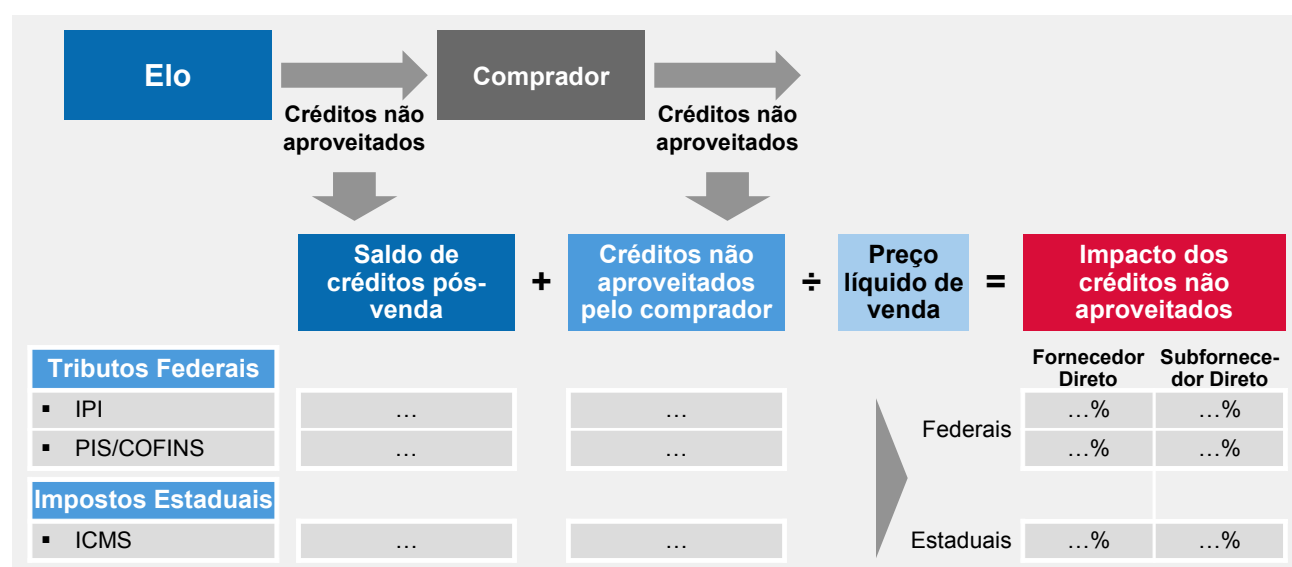 Elo
Comprador
Créditos não
aproveitados
Créditos não
aproveitados
Saldo de
créditos pós-
venda
+
Créditos não
aproveitados
pelo comprador
÷
Preço
líquido de
venda
=
Impacto dos
créditos não
aproveitados
Tributos Federais
Fornecedor
Direto
Subfornece-
dor Direto
▪ IPI
…
…
Federais
…%
…%
▪ PIS/COFINS
…
…
…%
…%
Impostos Estaduais
▪ ICMS
…
…
Estaduais
…%
…%